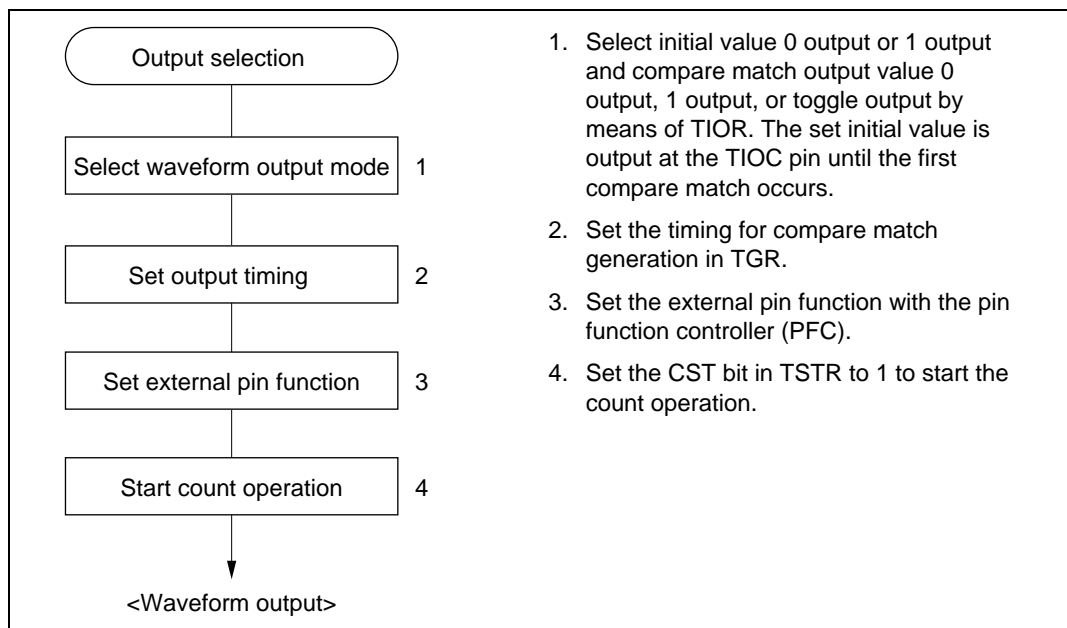 Output selection
Select waveform output mode 1
Set output timing 2
Set external pin function 3
Start count operation 4
<Waveform output>
1. Select initial value 0 output or 1 output
and compare match output value 0
output, 1 output, or toggle output by
means of TIOR. The set initial value is
output at the TIOC pin until the first
compare match occurs.
2. Set the timing for compare match
generation in TGR.
3. Set the external pin function with the pin
function controller (PFC).
4. Set the CST bit in TSTR to 1 to start the
count operation.